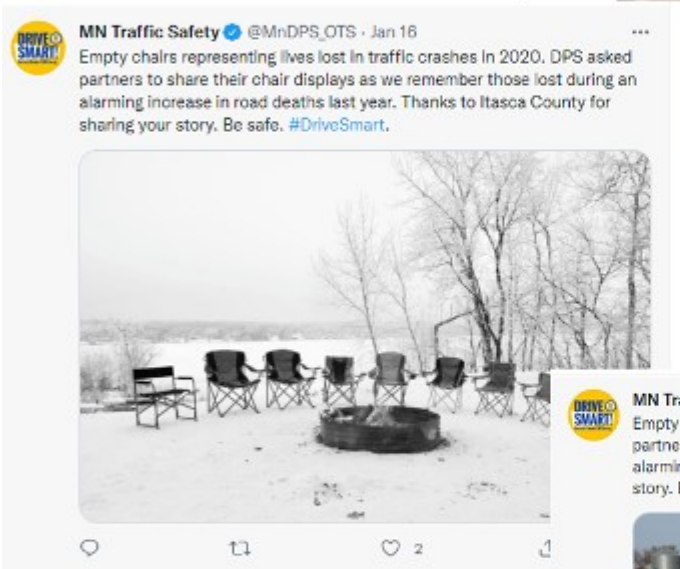 DRIVE
SMART!
MN Traffic Safety @MnDPS_OTS · Jan 16
Empty chairs representing lives lost in traffic crashes in 2020. DPS asked
partners to share their chair displays as we remember those lost during an
alarming increase in road deaths last year. Thanks to Itasca County for
sharing your story. Be safe. #DriveSmart.
2
DRIVE
SMART!
MN Tra
Empty
partne
alarmin
story.